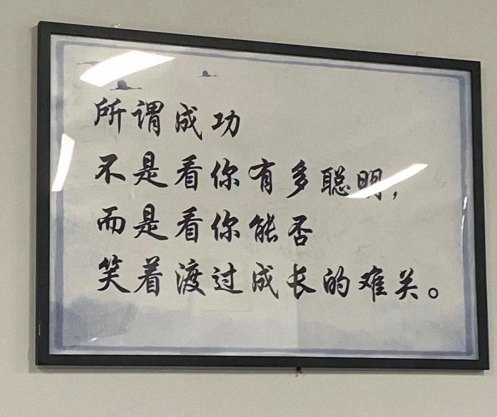 所谓成功
不是看你有多聪明,
而是看你能否
笑着渡过成长的难关。